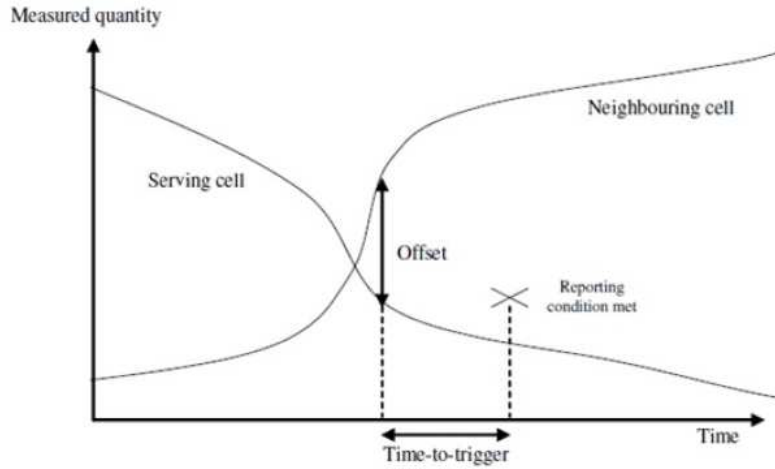 Measured quantity
Neighbouring cell
Serving cell
Offset
Reporting
condition met
Time
Time-to-trigger